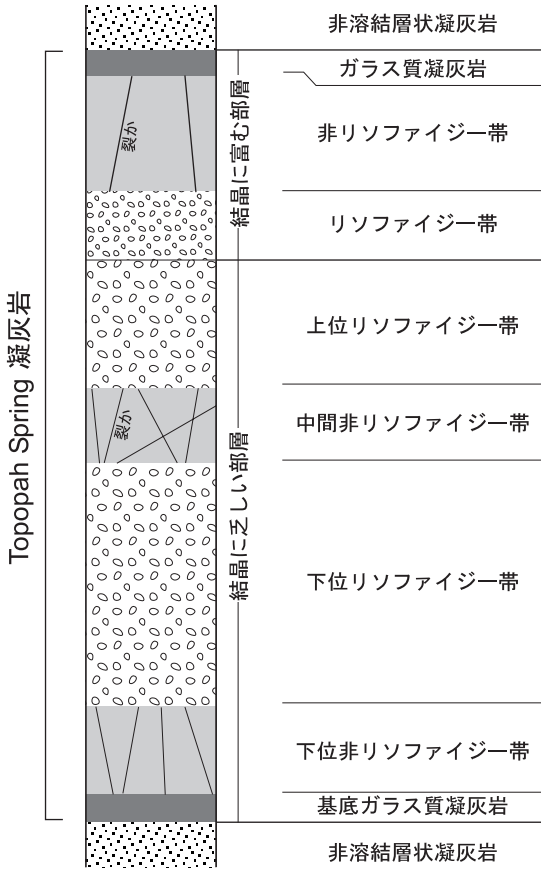 非溶結層状凝灰岩
ガラス質凝灰岩
非リソファイジー帯
リソファイジー帯
上位リソファイジー帯
中間非リソファイジー帯
下位リソファイジー帯
下位非リソファイジー帯
基底ガラス質凝灰岩
非溶結層状凝灰岩
結晶に富む部層
結晶に乏しい部層
裂か
裂か
Topopah Spring 凝灰岩